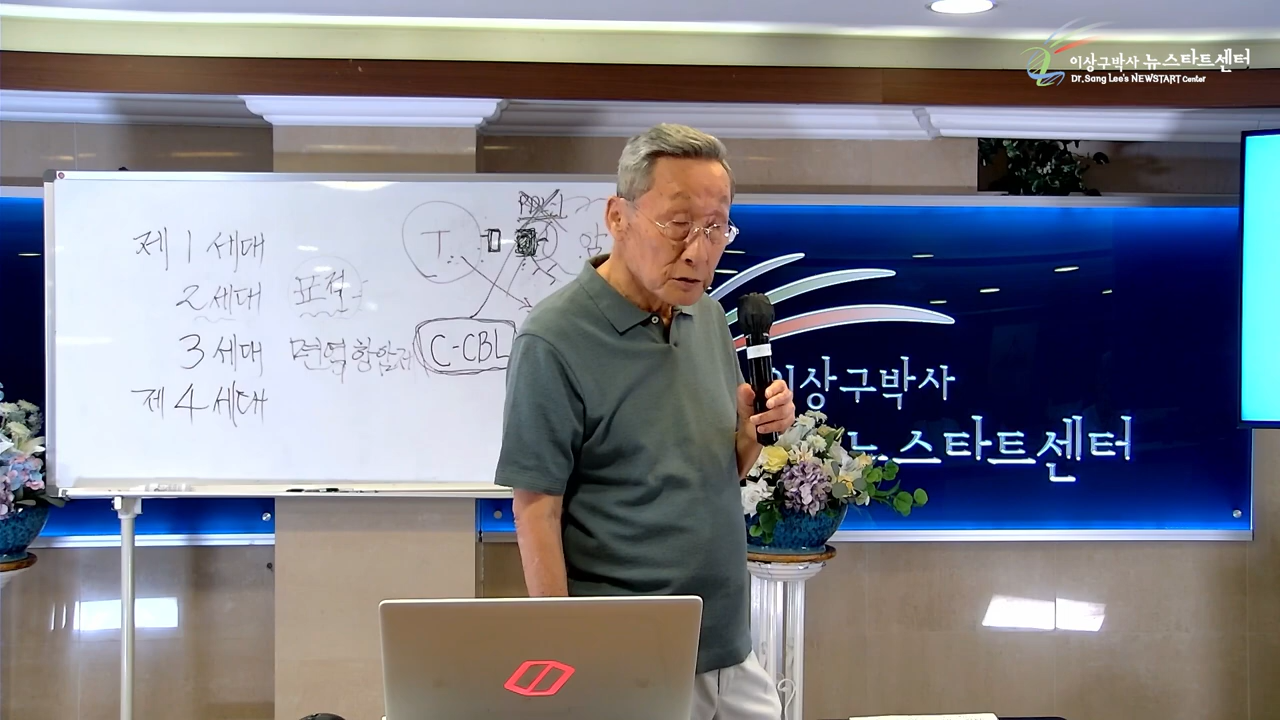 이상구박사 뉴스타트센터
Dr. Sang Lee's NEWSTART Center
제 1 세대
2 세대 표적
3 세대 면역항암제
제 4 세대
PDL-1
T
암
C-CBL
이상구박사
뉴스타트센터